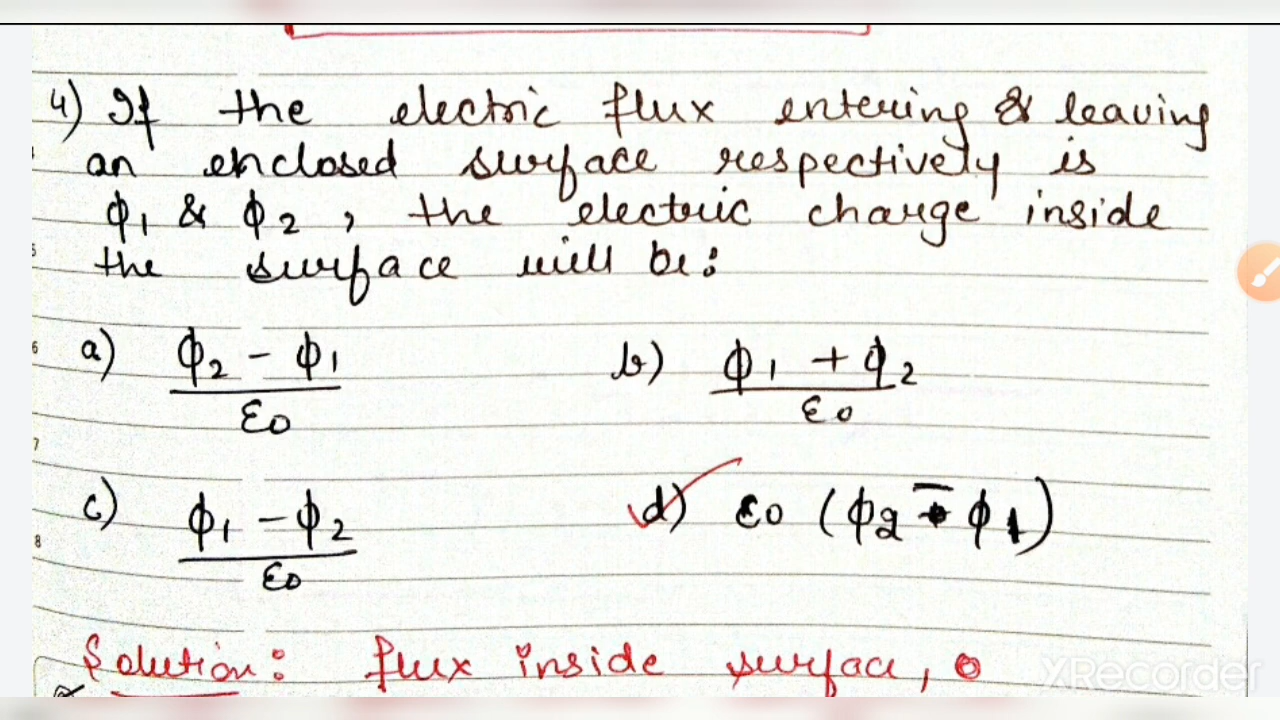 4) If the electric flux entering & leaving
an enclosed surface respectively is
ϕ1 & ϕ2 , the electric charge inside
the surface will be:
a) ϕ2 - ϕ1 / ε0
b) ϕ1 + ϕ2 / ε0
c) ϕ1 - ϕ2 / ε0
d) ε0 (ϕ2 - ϕ1)
Solution: flux inside surface,
XRecorder